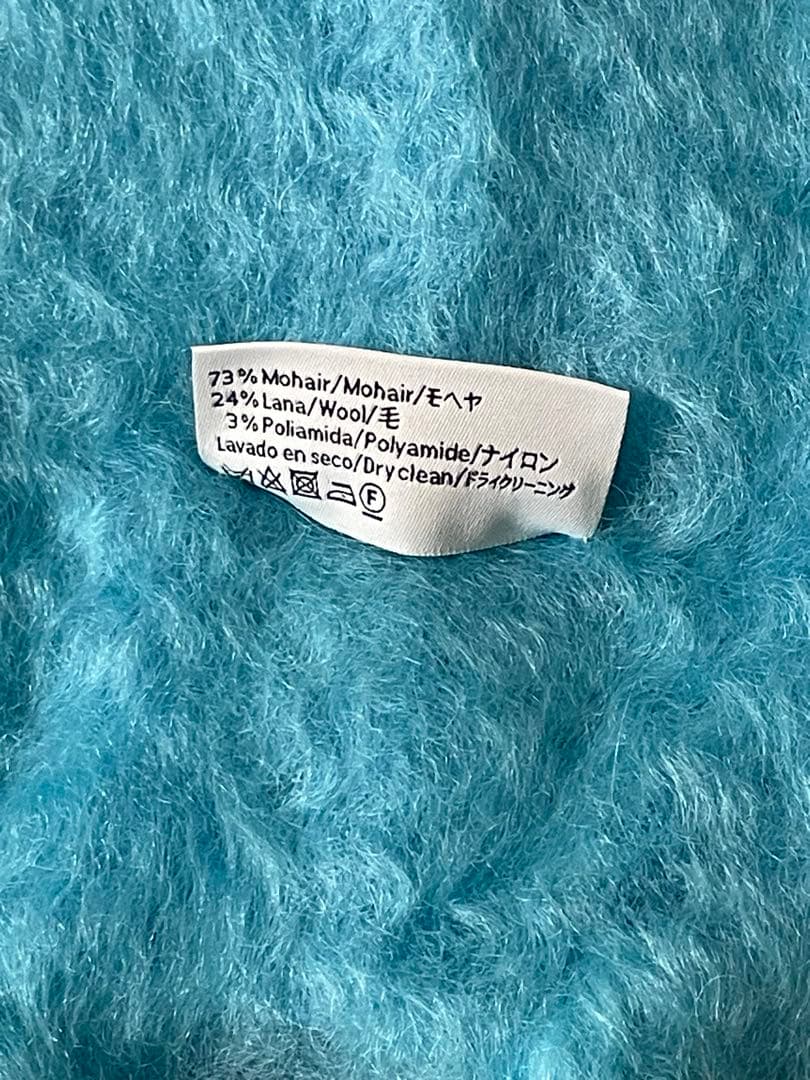 73% Mohair/Mohair/モヘヤ
24% Lana/Wool/毛
3% Poliamida/Polyamide/ナイロン
Lavado en seco/Dry clean/ドライクリーニング
F